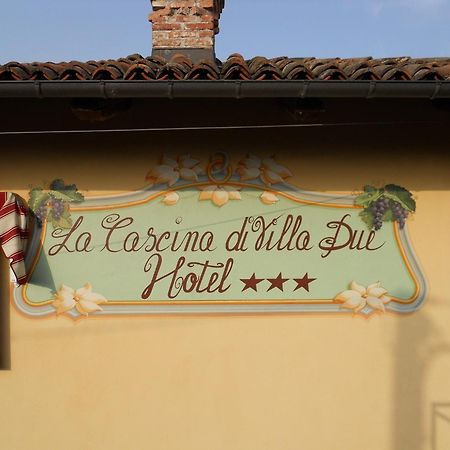 La Cascina di Villa Due
Hotel ★★★